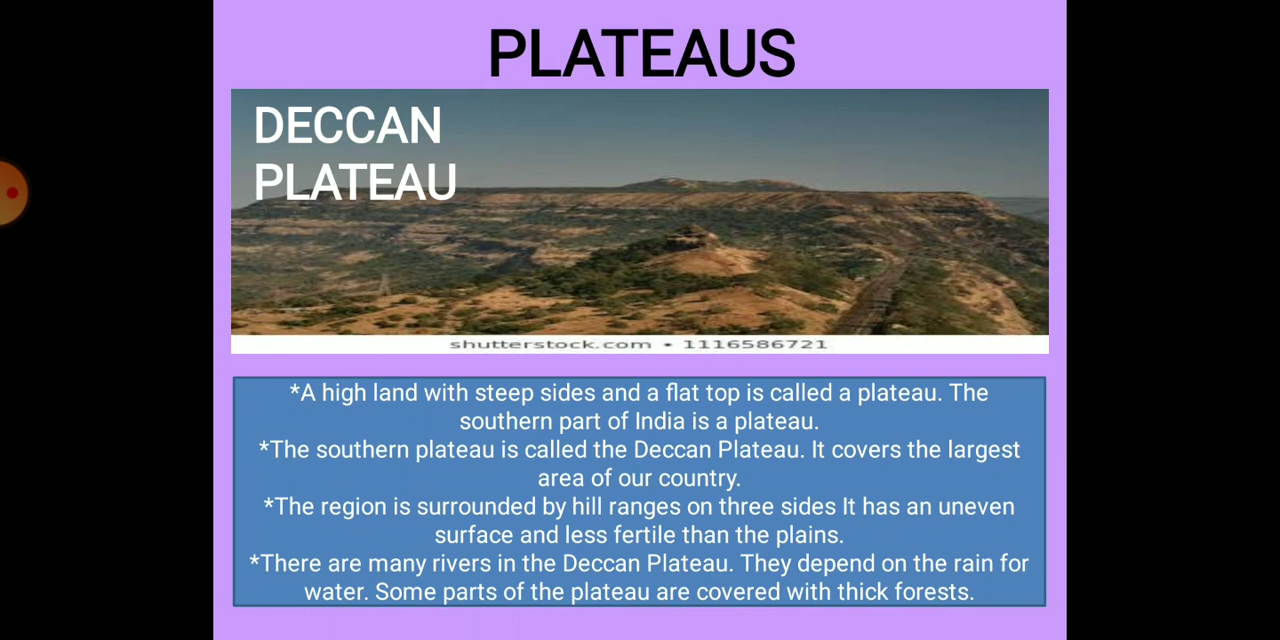 PLATEAUS
DECCAN
PLATEAU
shutterstock.com • 1116586721
*A high land with steep sides and a flat top is called a plateau. The
southern part of India is a plateau.
*The southern plateau is called the Deccan Plateau. It covers the largest
area of our country.
*The region is surrounded by hill ranges on three sides It has an uneven
surface and less fertile than the plains.
*There are many rivers in the Deccan Plateau. They depend on the rain for
water. Some parts of the plateau are covered with thick forests.